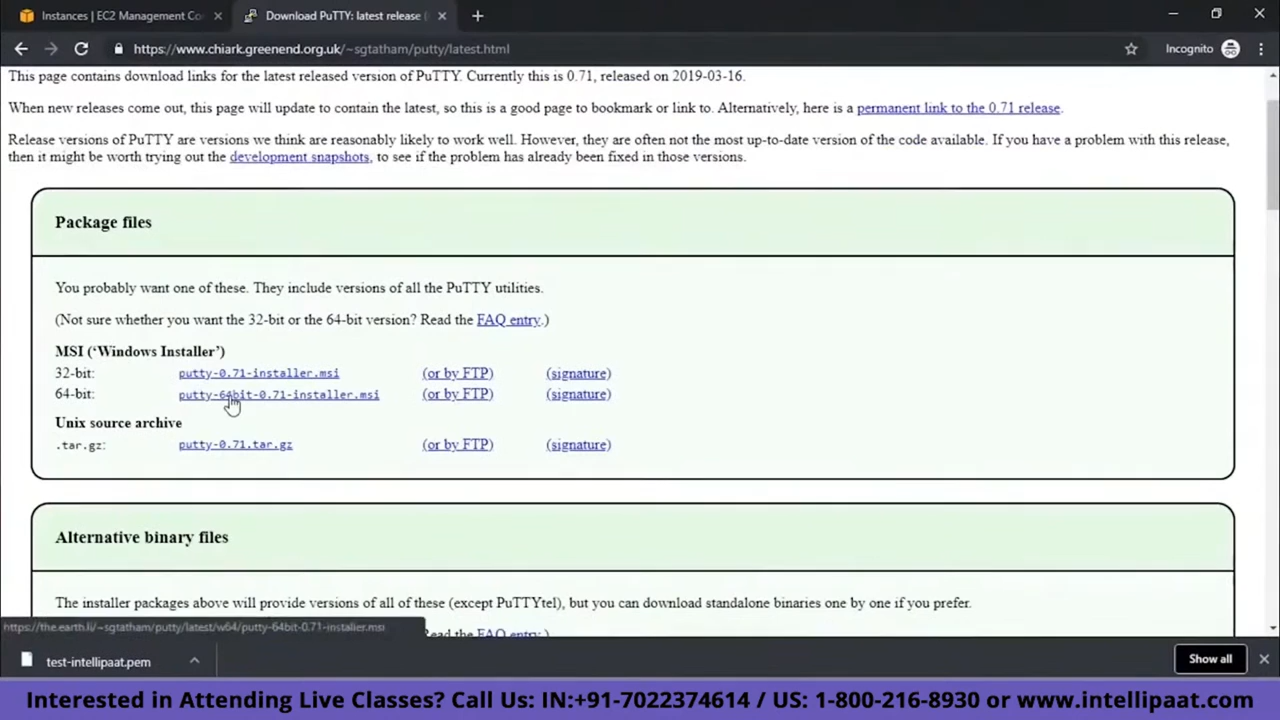 Instances | EC2 Management Co
Download PuTTY: latest release (
https://www.chiark.greenend.org.uk/~sgtatham/putty/latest.html
Incognito
This page contains download links for the latest released version of PuTTY. Currently this is 0.71, released on 2019-03-16.
When new releases come out, this page will update to contain the latest, so this is a good page to bookmark or link to. Alternatively, here is a permanent link to the 0.71 release.
Release versions of PuTTY are versions we think are reasonably likely to work well. However, they are often not the most up-to-date version of the code available. If you have a problem with this release,
then it might be worth trying out the development snapshots, to see if the problem has already been fixed in those versions.
Package files
You probably want one of these. They include versions of all the PuTTY utilities.
(Not sure whether you want the 32-bit or the 64-bit version? Read the FAQ entry.)
MSI (‘Windows Installer’)
32-bit: putty-0.71-installer.msi (or by FTP) (signature)
64-bit: putty-64bit-0.71-installer.msi (or by FTP) (signature)
Unix source archive
.tar.gz: putty-0.71.tar.gz (or by FTP) (signature)
Alternative binary files
The installer packages above will provide versions of all of these (except PuTTYtel), but you can download standalone binaries one by one if you prefer.
Read the FAQ entry.)
https://the.earth.li/~sgtatham/putty/latest/w64/putty-64bit-0.71-installer.msi
test-intellipaat.pem
Show all
Interested in Attending Live Classes? Call Us: IN:+91-7022374614 / US: 1-800-216-8930 or www.intellipaat.com